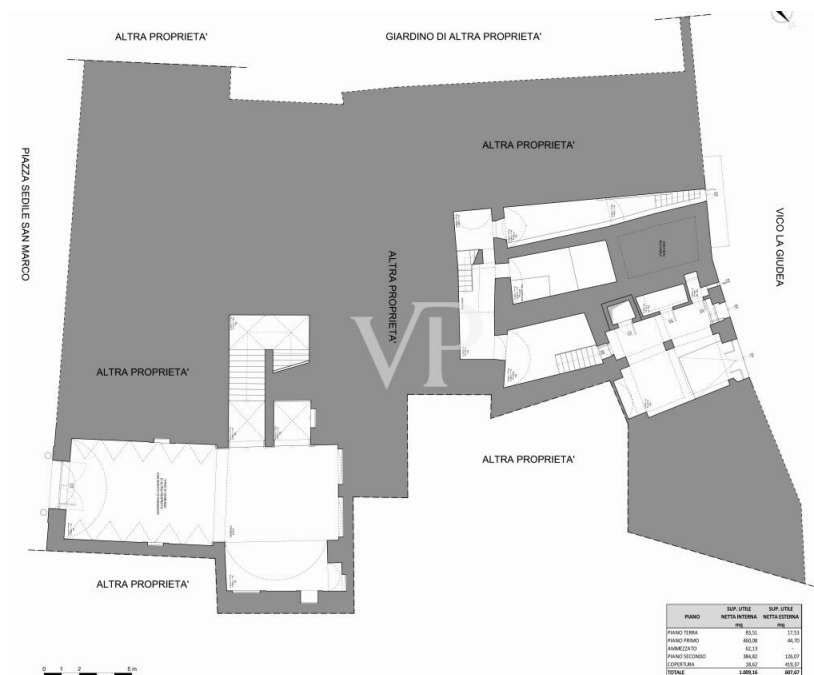 ALTRA PROPRIETA'
GIARDINO DI ALTRA PROPRIETA'
PIAZZA SEDILE SAN MARCO
ALTRA PROPRIETA'
VICO LA GIUDEA
ALTRA PROPRIETA'
VP
ALTRA PROPRIETA'
ALTRA PROPRIETA'
ALTRA PROPRIETA'
PIANO
SUP. UTILE NETTA INTERNA mq
SUP. UTILE NETTA ESTERNA mq
PIANO TERRA 83,51 17,53
PIANO PRIMO 460,08 44,70
AMMEZZATO 62,13 -
PIANO SECONDO 384,82 126,07
COPERTURA 18,62 419,37
TOTALE 1.009,16 607,67
0 1 2 5 m